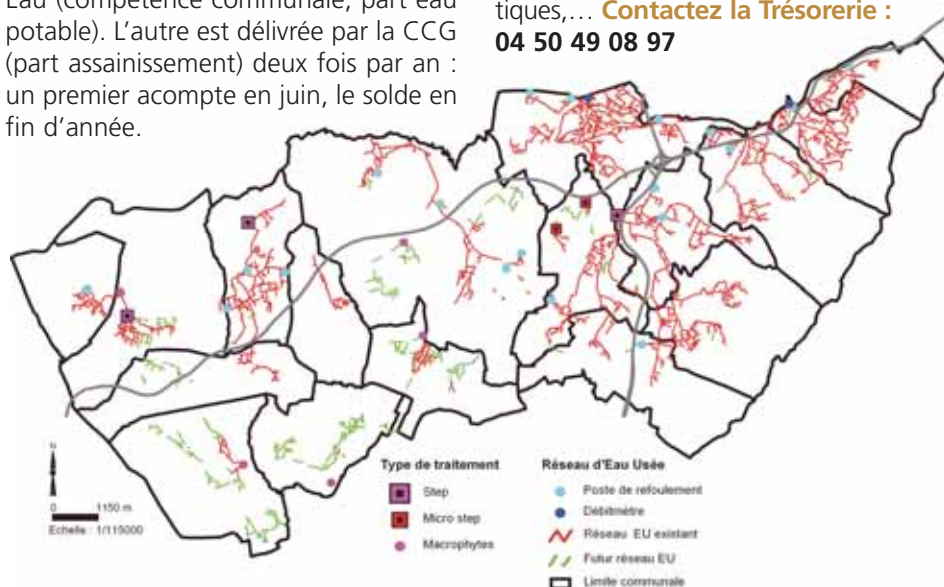 Eau (compétence communale, part eau
potable). L'autre est délivrée par la CCG
(part assainissement) deux fois par an :
un premier acompte en juin, le solde en
fin d'année.
tiques,... Contactez la Trésorerie :
04 50 49 08 97
N
0 1150 m
Echelle : 1/115000
Type de traitement
Step
Micro step
Macrophytes
Réseau d'Eau Usée
Poste de refoulement
Débitmètre
Réseau EU existant
Futur réseau EU
Limite communale